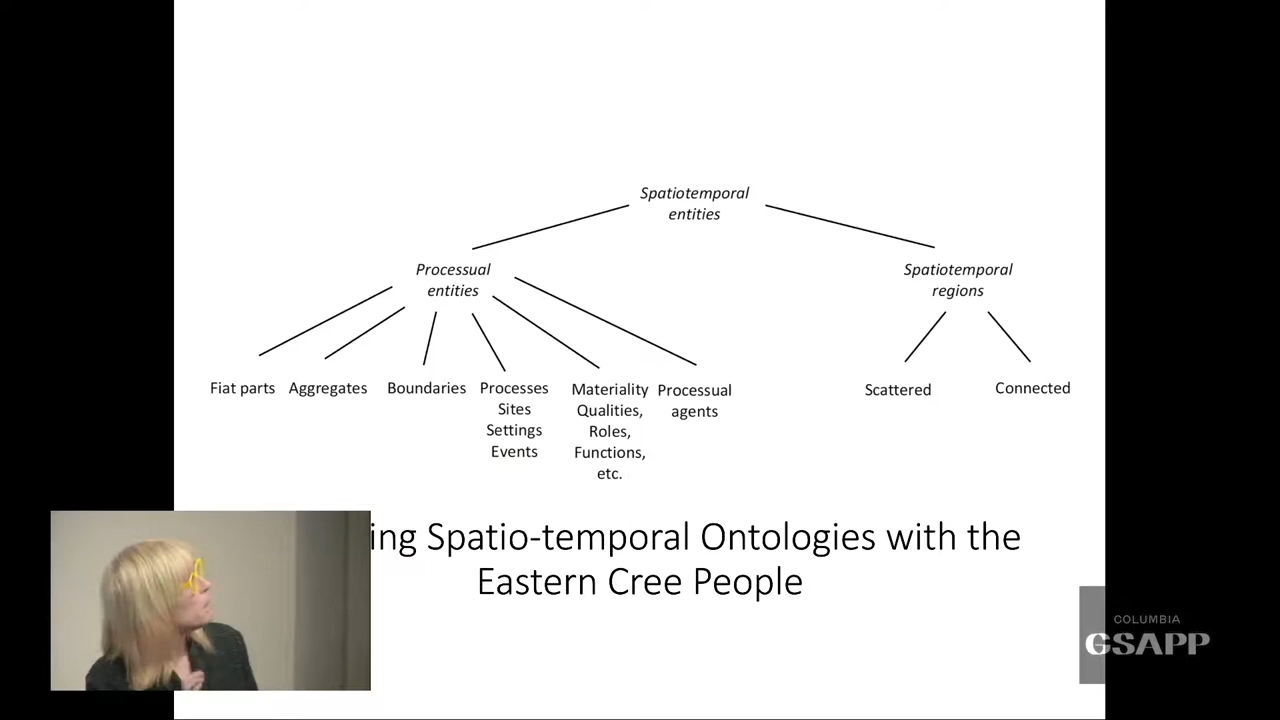 Spatiotemporal
entities
Processual
entities
Spatiotemporal
regions
Fiat parts
Aggregates
Boundaries
Processes
Sites
Settings
Events
Materiality
Qualities,
Roles,
Functions,
etc.
Processual
agents
Scattered
Connected
ing Spatio-temporal Ontologies with the
Eastern Cree People
COLUMBIA
GSAPP